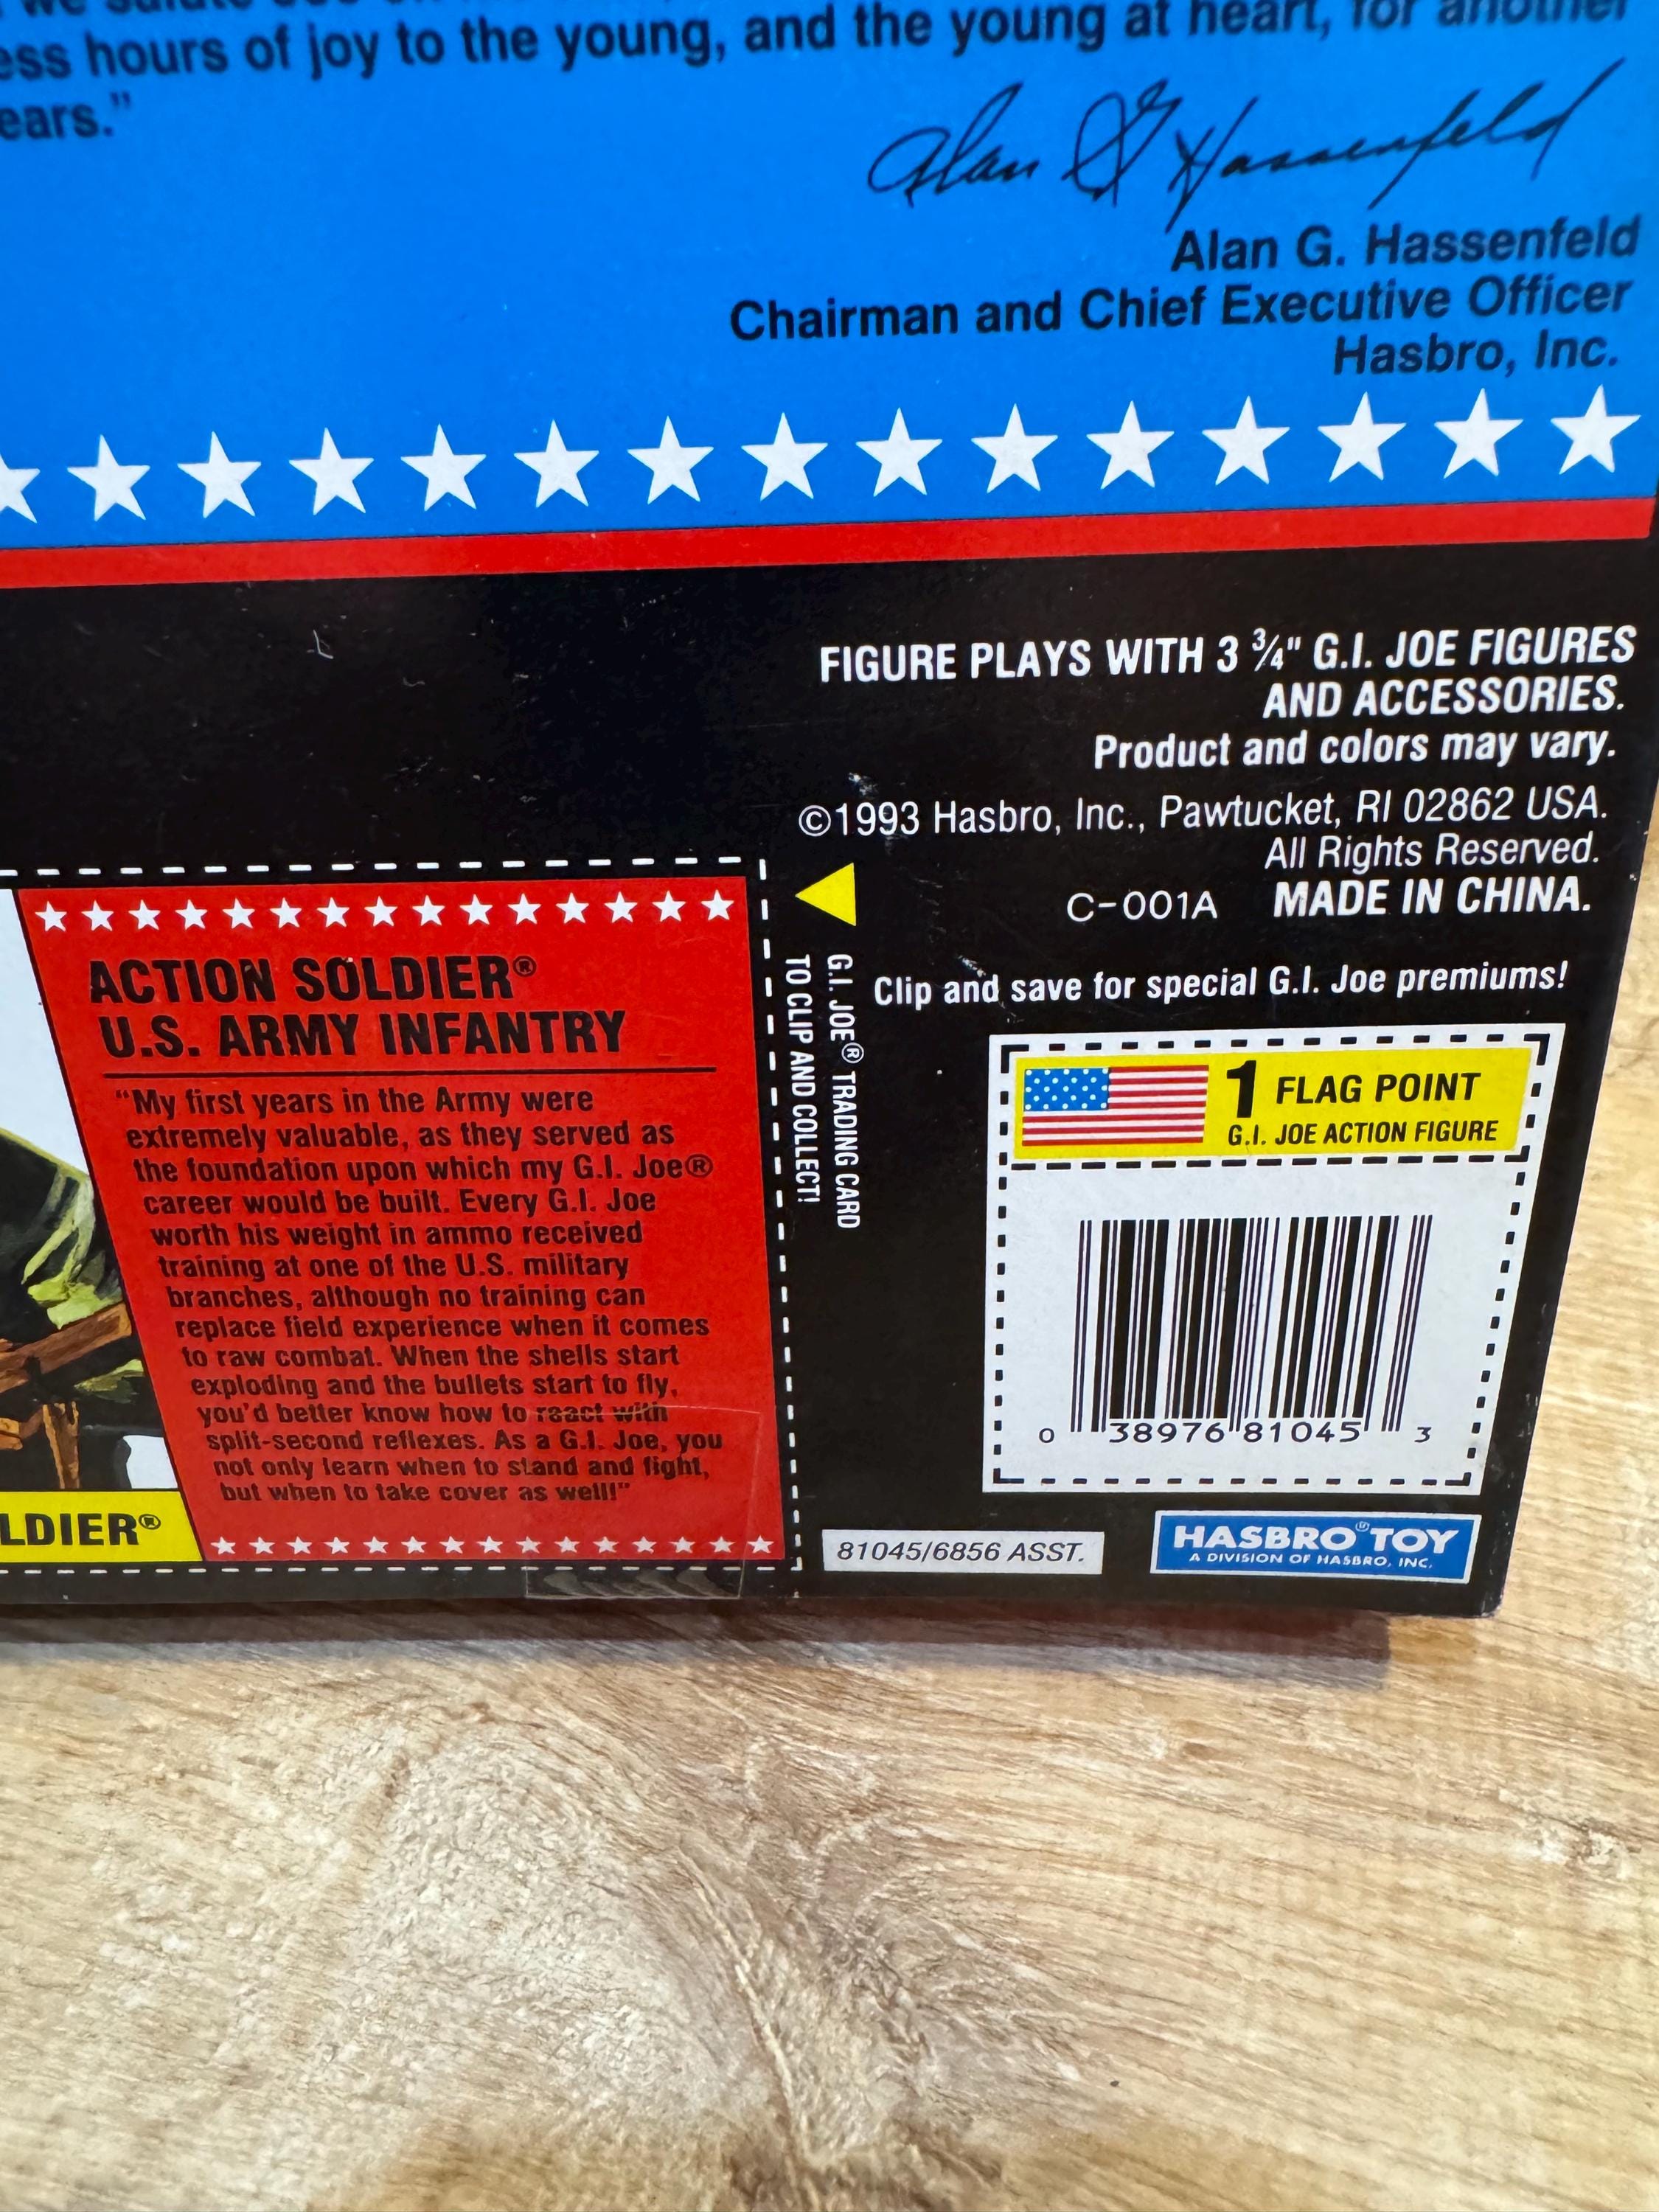 we salute
ess hours of joy to the young, and the young at heart, for another
ears."
Alan G Hassenfeld
Alan G. Hassenfeld
Chairman and Chief Executive Officer
Hasbro, Inc.
FIGURE PLAYS WITH 3 ¾" G.I. JOE FIGURES
AND ACCESSORIES.
Product and colors may vary.
©1993 Hasbro, Inc., Pawtucket, RI 02862 USA.
All Rights Reserved.
C-001A MADE IN CHINA.
G.I. JOE® TRADING CARD
TO CLIP AND COLLECT!
Clip and save for special G.I. Joe premiums!
1 FLAG POINT
G.I. JOE ACTION FIGURE
0 38976 81045 3
81045/6856 ASST.
HASBRO® TOY
A DIVISION OF HASBRO, INC.
ACTION SOLDIER®
U.S. ARMY INFANTRY
"My first years in the Army were
extremely valuable, as they served as
the foundation upon which my G.I. Joe®
career would be built. Every G.I. Joe
worth his weight in ammo received
training at one of the U.S. military
branches, although no training can
replace field experience when it comes
to raw combat. When the shells start
exploding and the bullets start to fly,
you'd better know how to react with
split-second reflexes. As a G.I. Joe, you
not only learn when to stand and fight,
but when to take cover as well!"
LDIER®